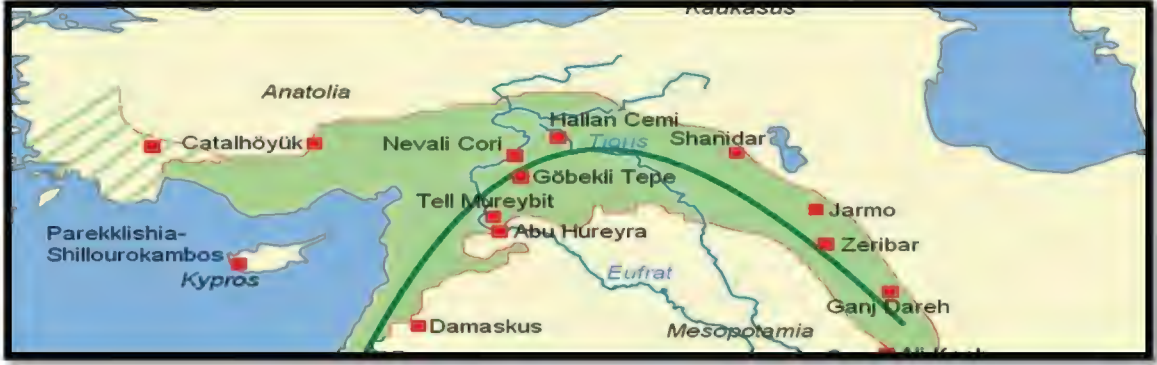 Kaukasus
Anatolia
Hallan Cemi
Catalhöyük
Nevali Cori
Tigris
Shanidar
Göbekli Tepe
Tell Mureybit
Jarmo
Abu Hureyra
Parekklishia-
Shillourokambos
Zeribar
Kypros
Eufrat
Ganj Dareh
Damaskus
Mesopotamia